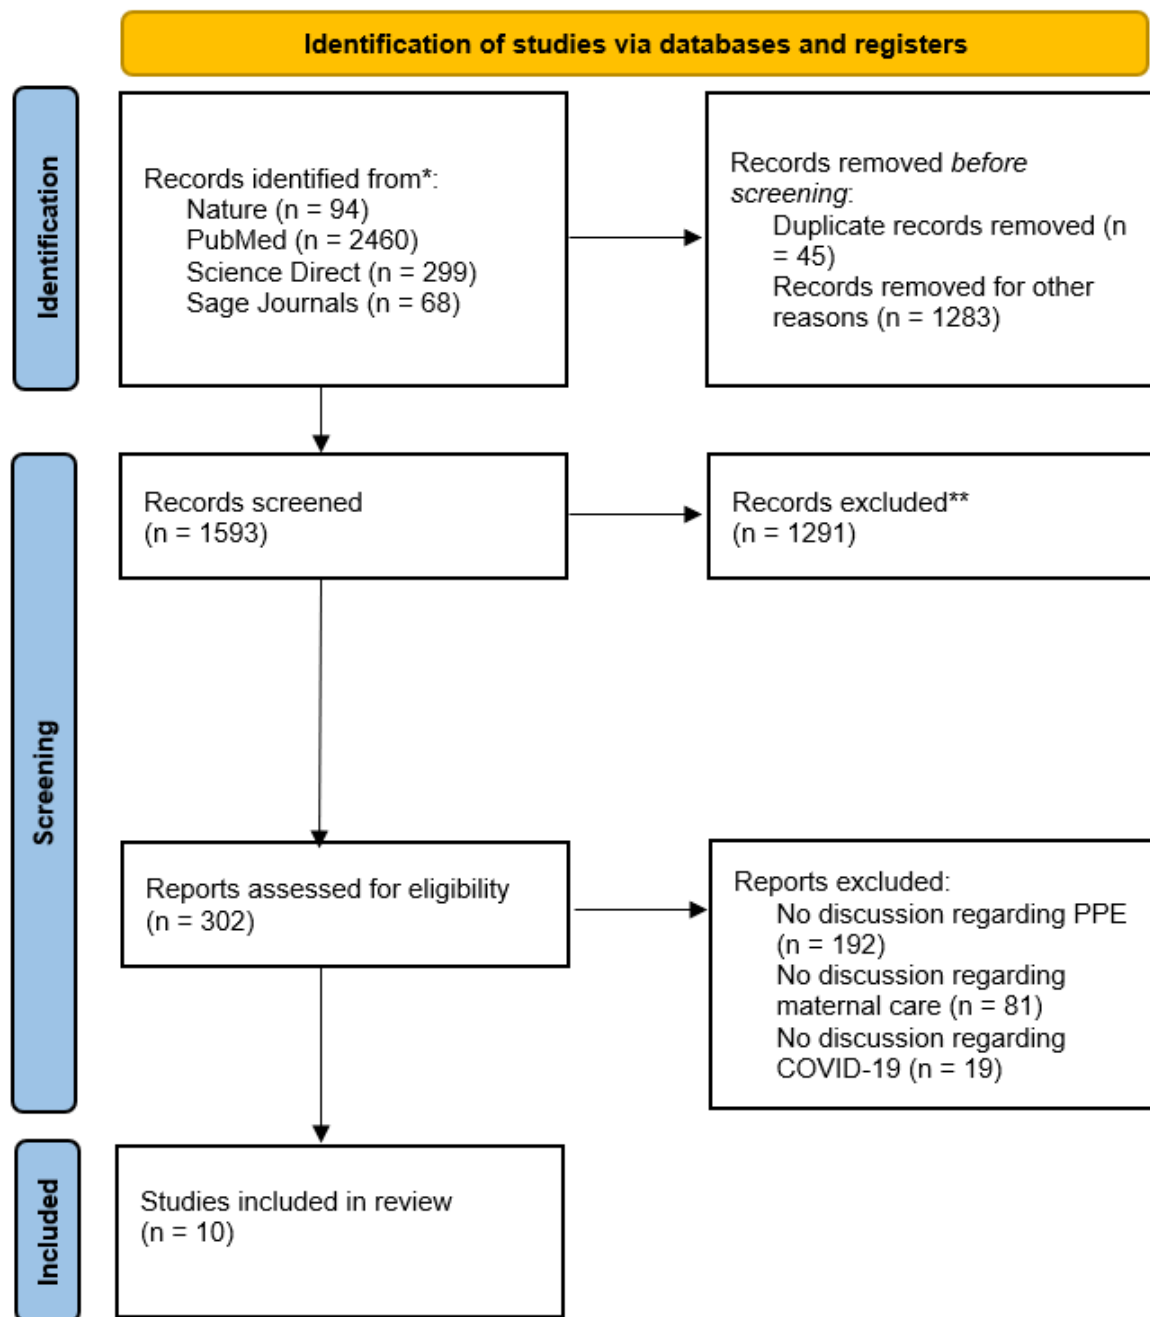 Identification of studies via databases and registers
Identification
Records identified from*:
Nature (n = 94)
PubMed (n = 2460)
Science Direct (n = 299)
Sage Journals (n = 68)
Records removed before
screening:
Duplicate records removed (n
= 45)
Records removed for other
reasons (n = 1283)
Screening
Records screened
(n = 1593)
Records excluded**
(n = 1291)
Reports assessed for eligibility
(n = 302)
Reports excluded:
No discussion regarding PPE
(n = 192)
No discussion regarding
maternal care (n = 81)
No discussion regarding
COVID-19 (n = 19)
Included
Studies included in review
(n = 10)